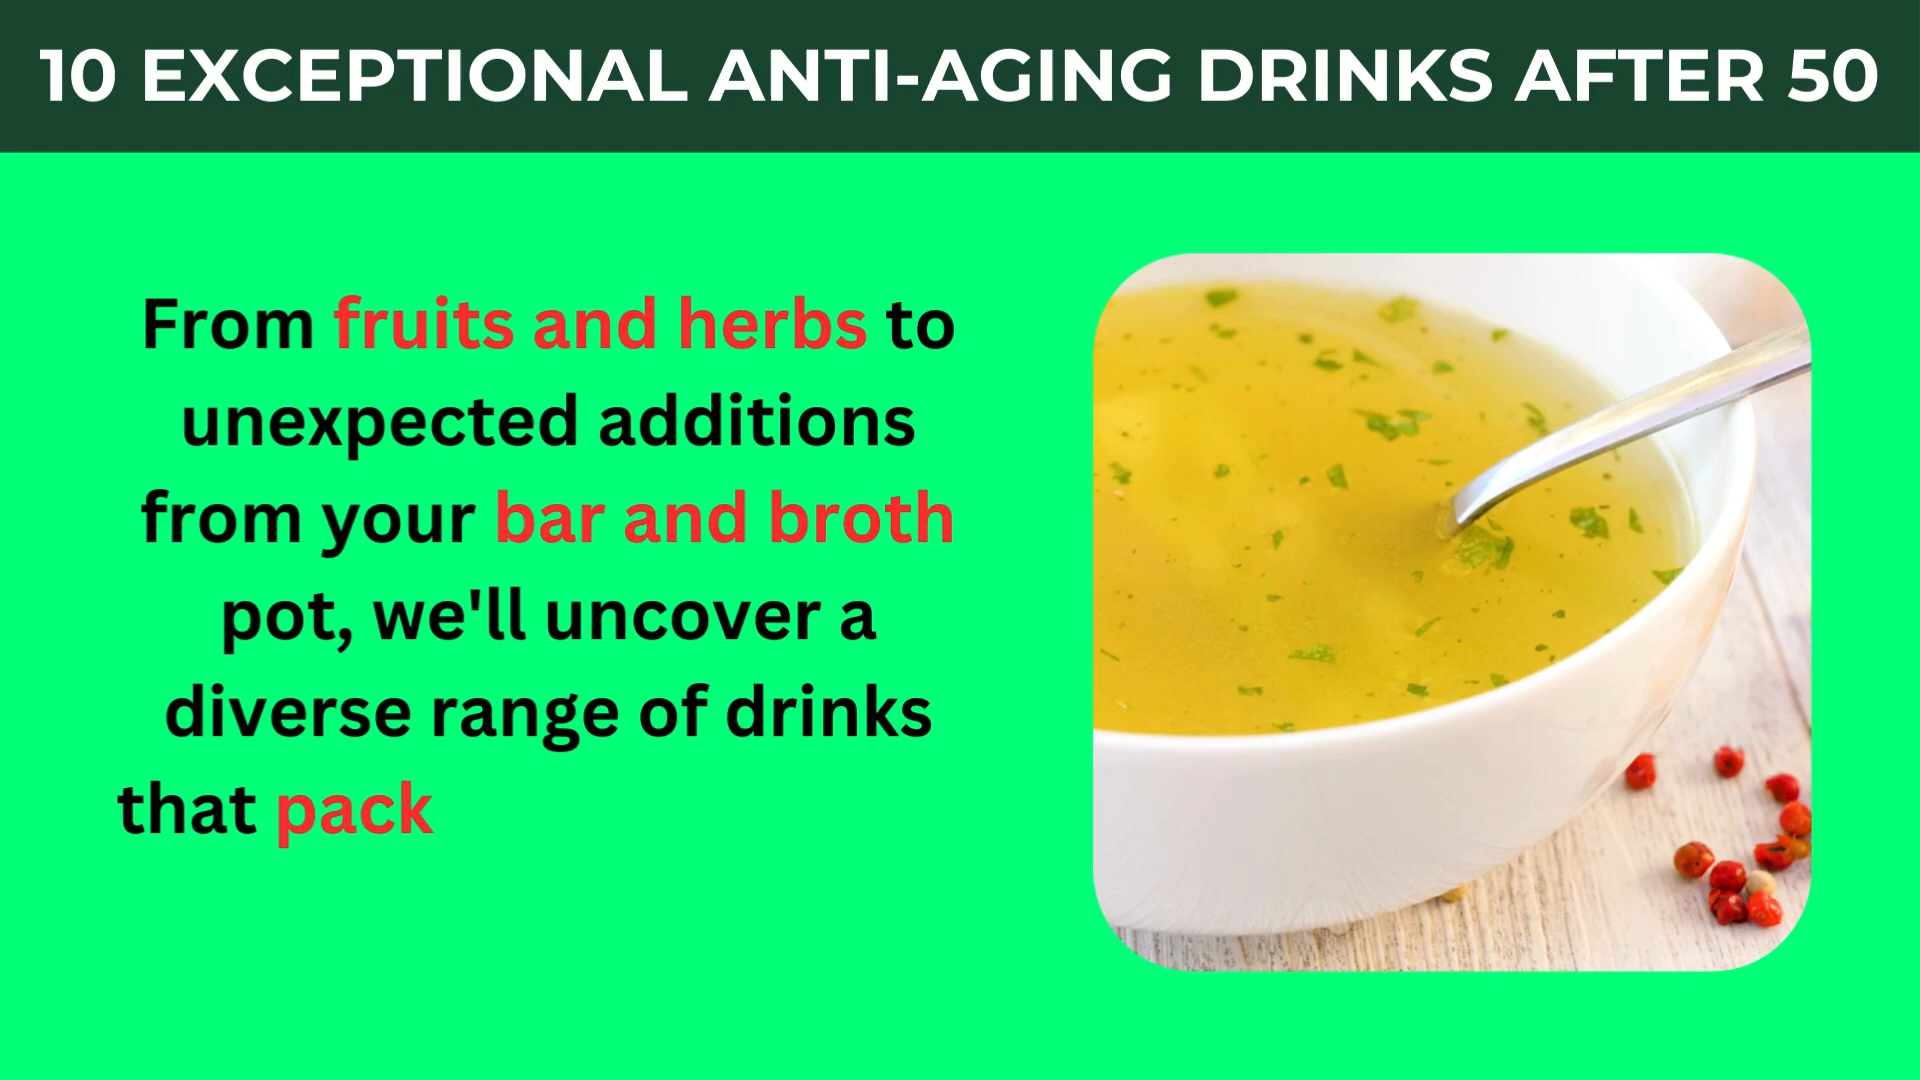 10 EXCEPTIONAL ANTI-AGING DRINKS AFTER 50
From fruits and herbs to
unexpected additions
from your bar and broth
pot, we'll uncover a
diverse range of drinks
that pack